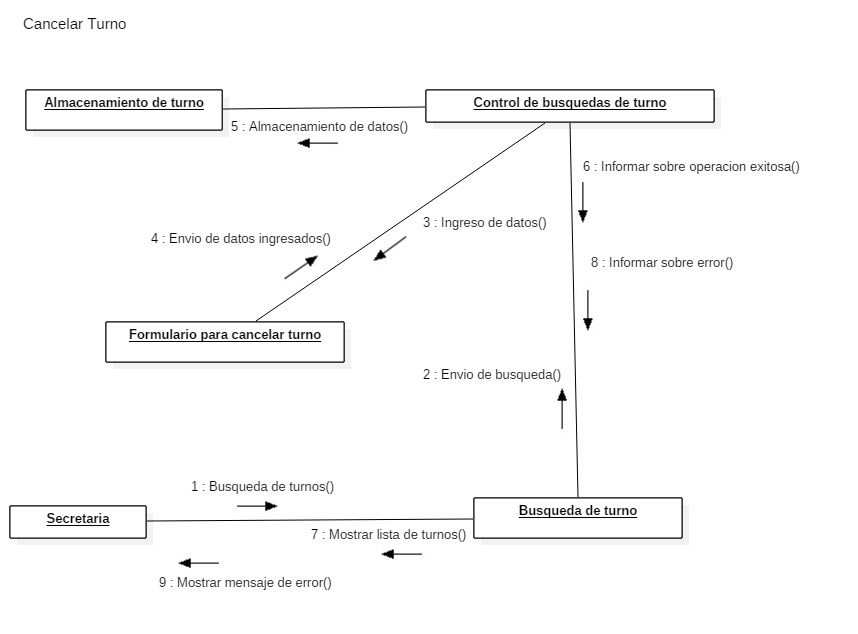 Cancelar Turno
Almacenamiento de turno
Control de busquedas de turno
5 : Almacenamiento de datos()
6 : Informar sobre operacion exitosa()
3 : Ingreso de datos()
4 : Envio de datos ingresados()
8 : Informar sobre error()
Formulario para cancelar turno
2 : Envio de busqueda()
1 : Busqueda de turnos()
Secretaria
Busqueda de turno
7 : Mostrar lista de turnos()
9 : Mostrar mensaje de error()